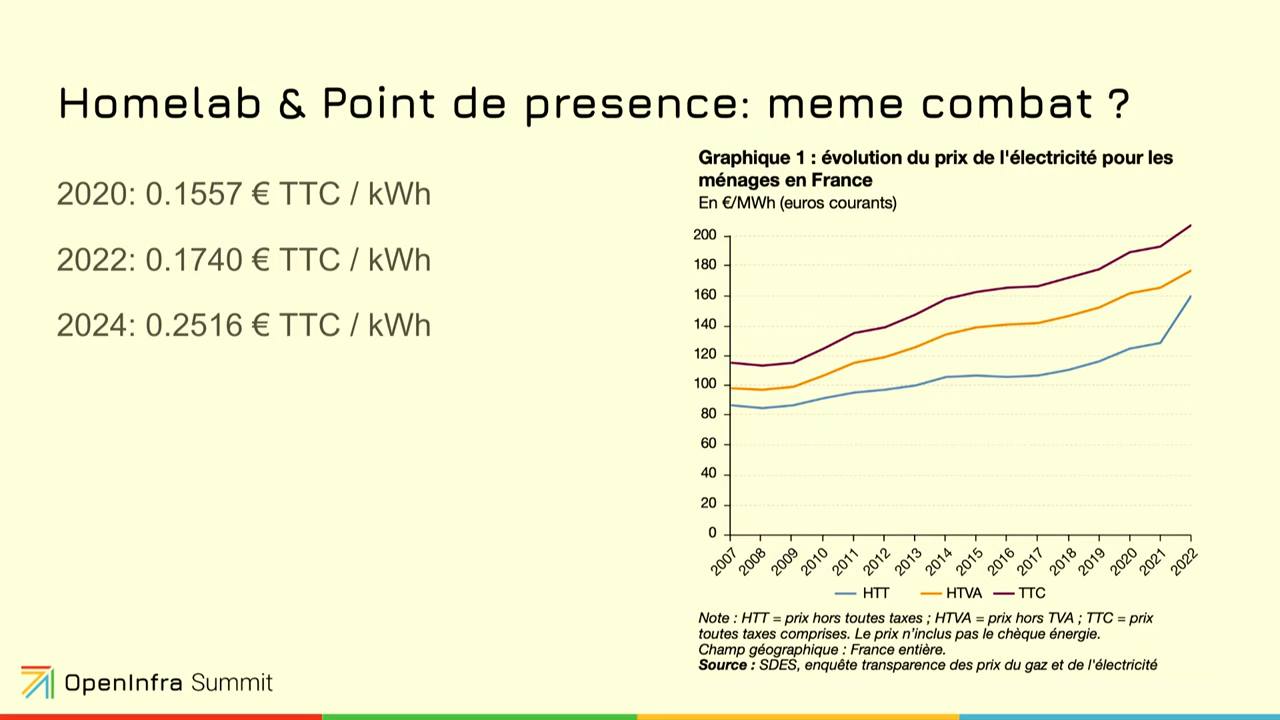 Homelab & Point de presence: meme combat ?
2020: 0.1557 € TTC / kWh
2022: 0.1740 € TTC / kWh
2024: 0.2516 € TTC / kWh
Graphique 1 : évolution du prix de l'électricité pour les
ménages en France
En €/MWh (euros courants)
200
180
160
140
120
100
80
60
40
20
0
2007 2008 2009 2010 2011 2012 2013 2014 2015 2016 2017 2018 2019 2020 2021 2022
HTT HTVA TTC
Note : HTT = prix hors toutes taxes ; HTVA = prix hors TVA ; TTC = prix
toutes taxes comprises. Le prix n'inclus pas le chèque énergie.
Champ géographique : France entière.
Source : SDES, enquête transparence des prix du gaz et de l'électricité
OpenInfra Summit